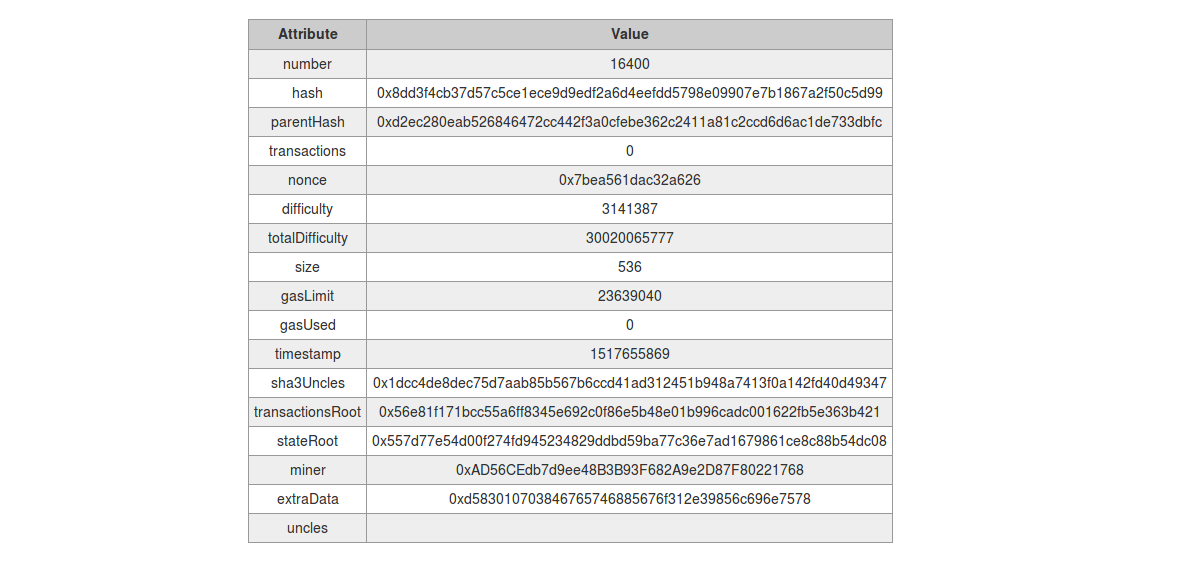 Attribute Value
number 16400
hash 0x8dd3f4cb37d57c5ce1ece9d9edf2a6d4eefdd5798e09907e7b1867a2f50c5d99
parentHash 0xd2ec280eab526846472cc442f3a0cfebe362c2411a81c2ccd6d6ac1de733dbfc
transactions 0
nonce 0x7bea561dac32a626
difficulty 3141387
totalDifficulty 30020065777
size 536
gasLimit 23639040
gasUsed 0
timestamp 1517655869
sha3Uncles 0x1dcc4de8dec75d7aab85b567b6ccd41ad312451b948a7413f0a142fd40d49347
transactionsRoot 0x56e81f171bcc55a6ff8345e692c0f86e5b48e01b996cadc001622fb5e363b421
stateRoot 0x557d77e54d00f274fd945234829ddbd59ba77c36e7ad1679861ce8c88b54dc08
miner 0xAD56CEdb7d9ee48B3B93F682A9e2D87F80221768
extraData 0xd583010703846765746885676f312e39856c696e7578
uncles